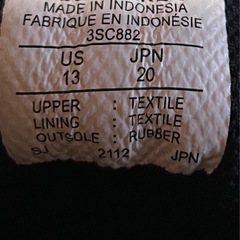 MADE IN INDONESIA
FABRIQUE EN INDONÉSIE
3SC882
US JPN
13 20
UPPER : TEXTILE
LINING : TEXTILE
OUTSOLE : RUBBER
SJ 2112 JPN